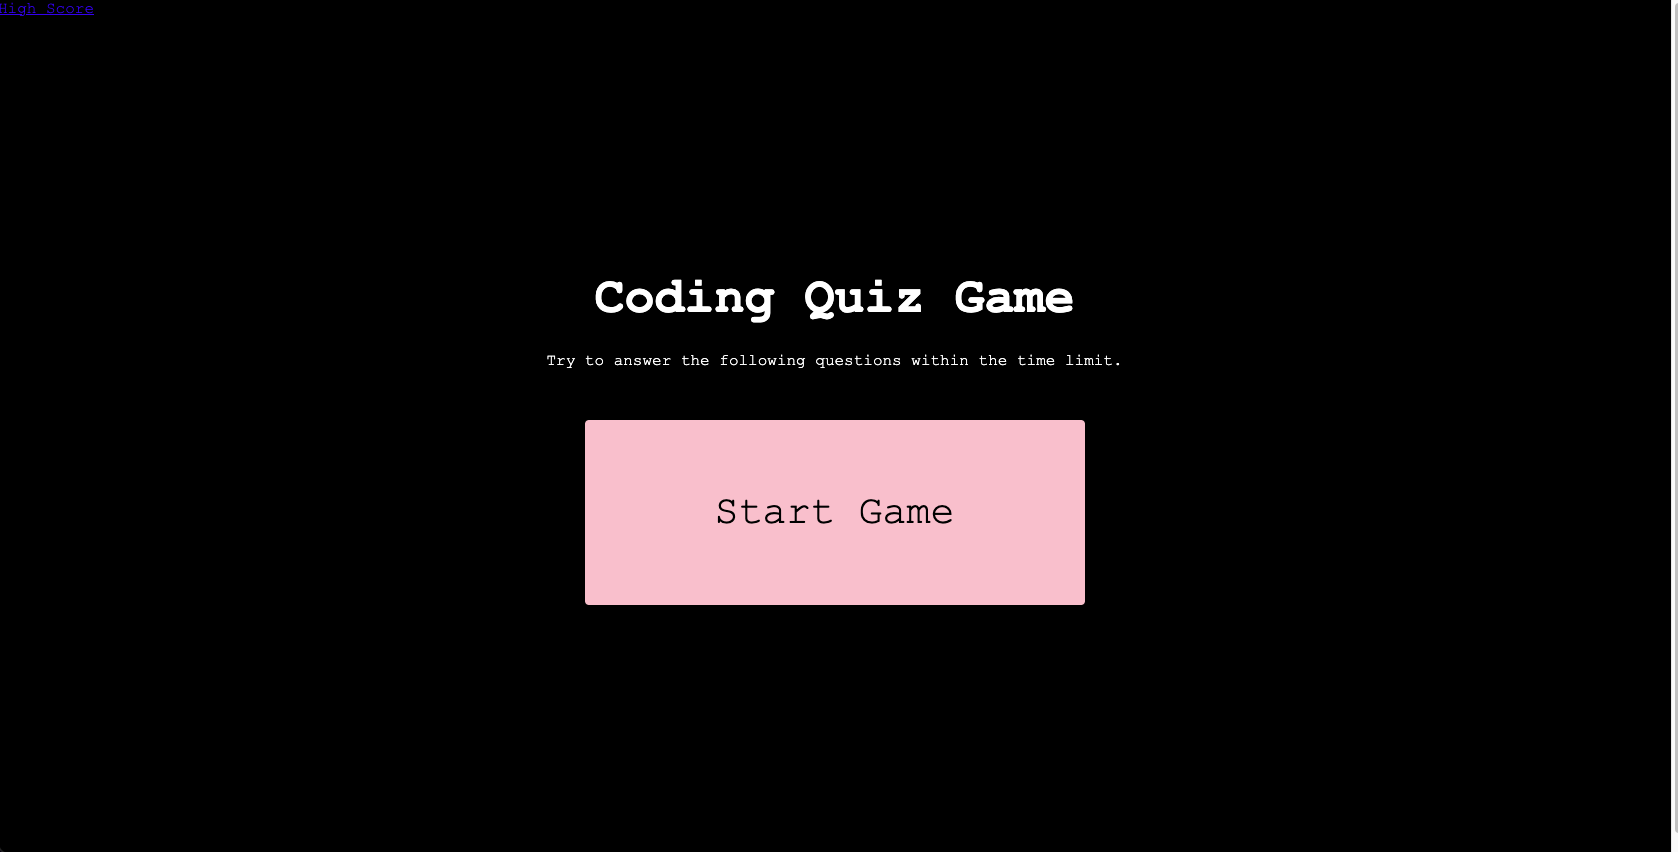 High Score
Coding Quiz Game
Try to answer the following questions within the time limit.
Start Game